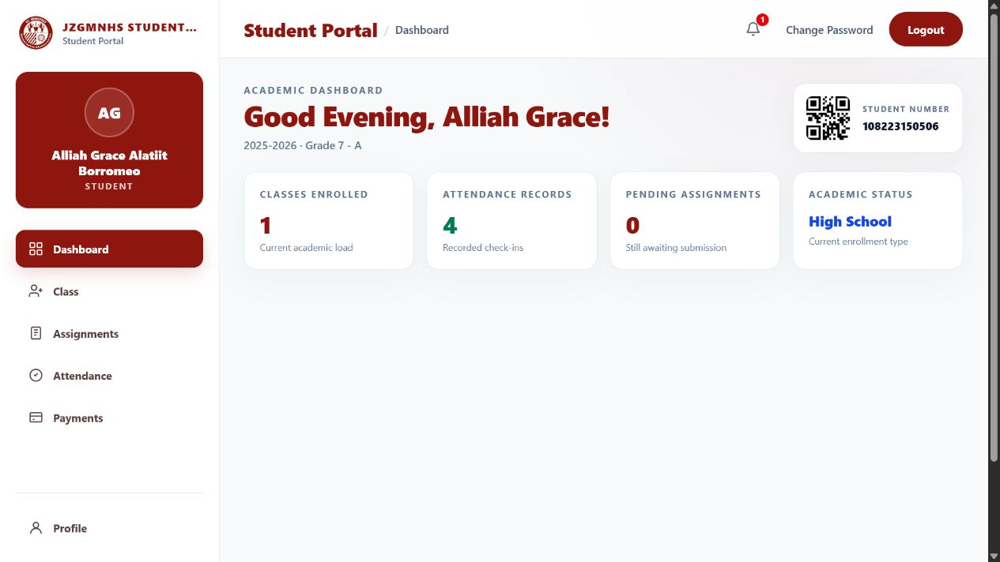 JZGMNHS STUDENT...
Student Portal
AG
Alliah Grace Alatiit
Borromeo
STUDENT
Dashboard
Class
Assignments
Attendance
Payments
Profile
Student Portal / Dashboard
1
Change Password
Logout
ACADEMIC DASHBOARD
Good Evening, Alliah Grace!
2025-2026 · Grade 7 - A
STUDENT NUMBER
108223150506
CLASSES ENROLLED
1
Current academic load
ATTENDANCE RECORDS
4
Recorded check-ins
PENDING ASSIGNMENTS
0
Still awaiting submission
ACADEMIC STATUS
High School
Current enrollment type